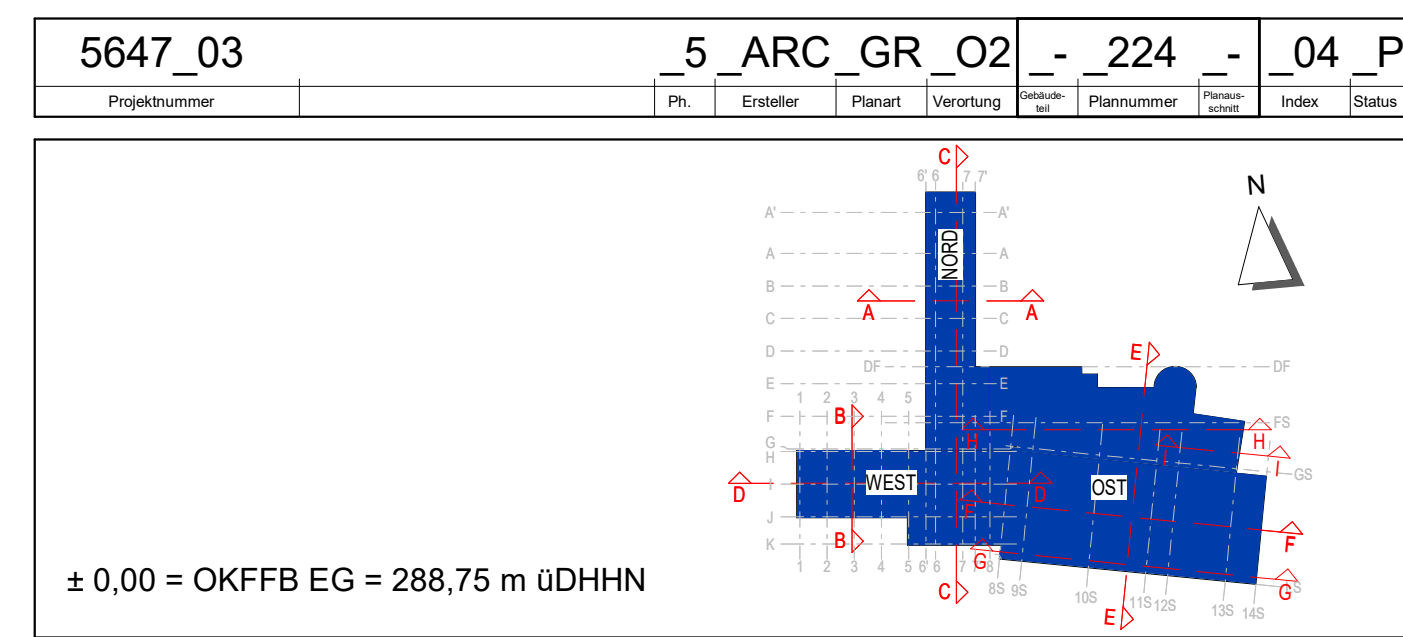 5647_03 _5 _ARC _GR _O2 _- _224 _- _04 _P
Projektnummer Ph. Ersteller Planart Verortung Gebäude- Plannummer Planaus- Index Status
teil schnitt
C
6' 6 7 7'
N
A' A'
NORD
A A
B B
A A
C C
D D
E
DF DF
E E
1 2 3 4 5
F B F FS
H H
G
H
I I
GS
I WEST OST
D D
F
J
F
K B
G
1 2 3 4 5 6' 6 7 7' 8'
G
8S 9S 10S 11S 12S 13S 14S
C
E
± 0,00 = OKFFB EG = 288,75 m üDHHN